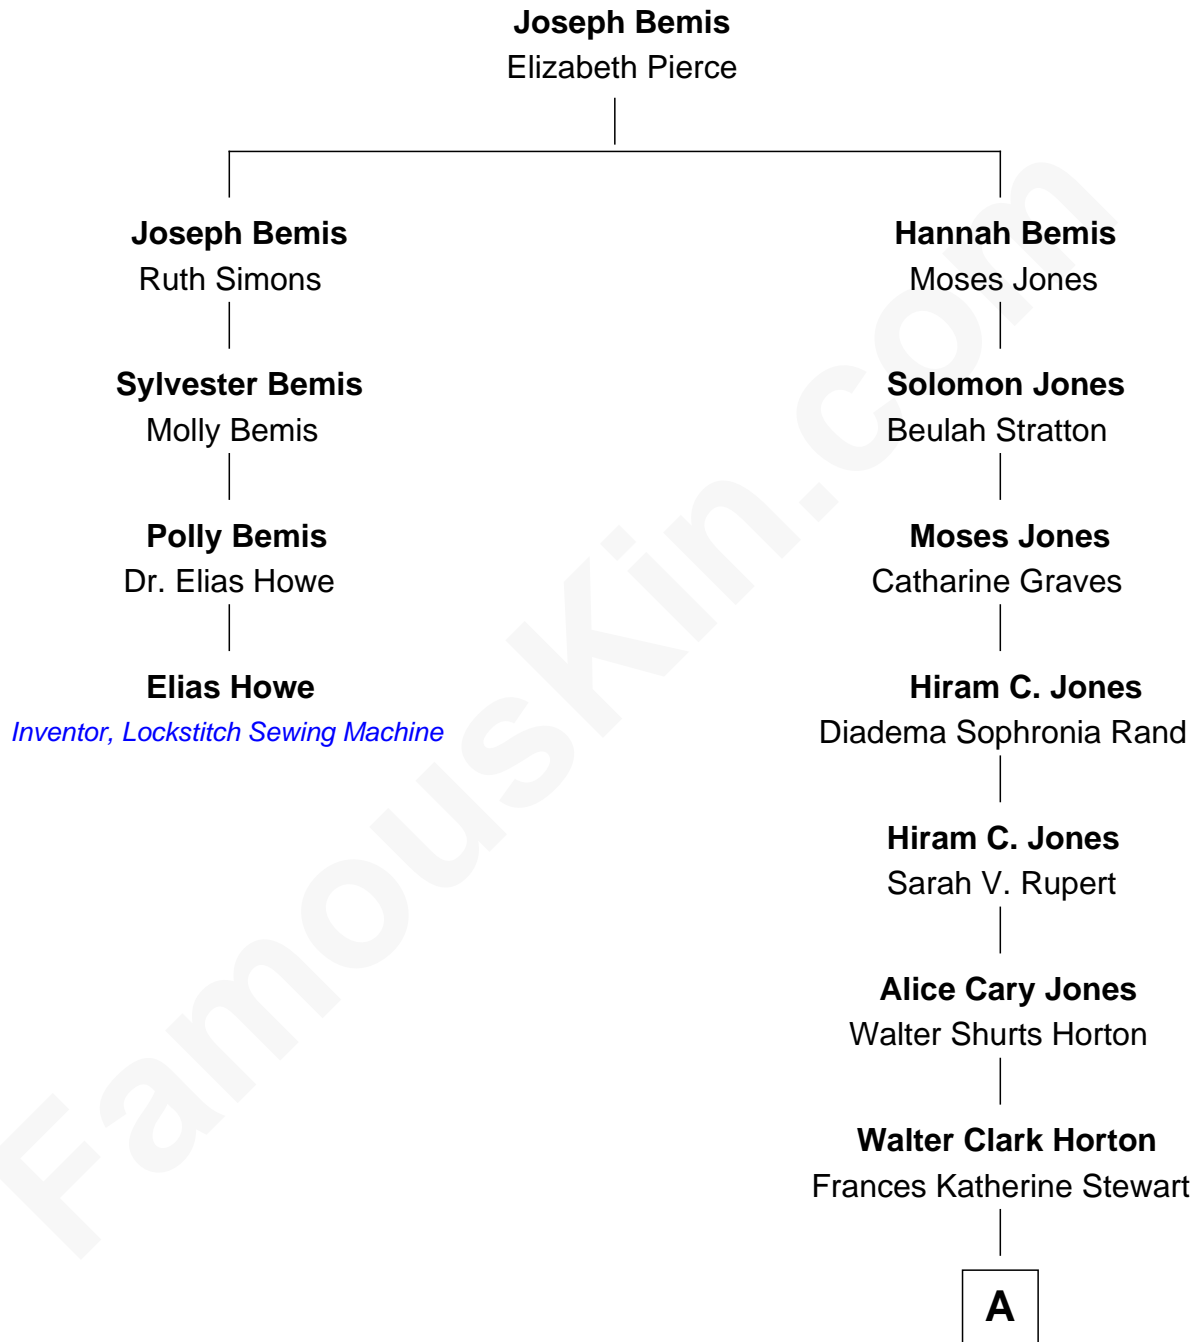 Joseph Bemis
Elizabeth Pierce
Joseph Bemis
Ruth Simons
Sylvester Bemis
Molly Bemis
Polly Bemis
Dr. Elias Howe
Elias Howe
Inventor, Lockstitch Sewing Machine
Hannah Bemis
Moses Jones
Solomon Jones
Beulah Stratton
Moses Jones
Catharine Graves
Hiram C. Jones
Diadema Sophronia Rand
Hiram C. Jones
Sarah V. Rupert
Alice Cary Jones
Walter Shurts Horton
Walter Clark Horton
Frances Katherine Stewart
A
FamousKin.com